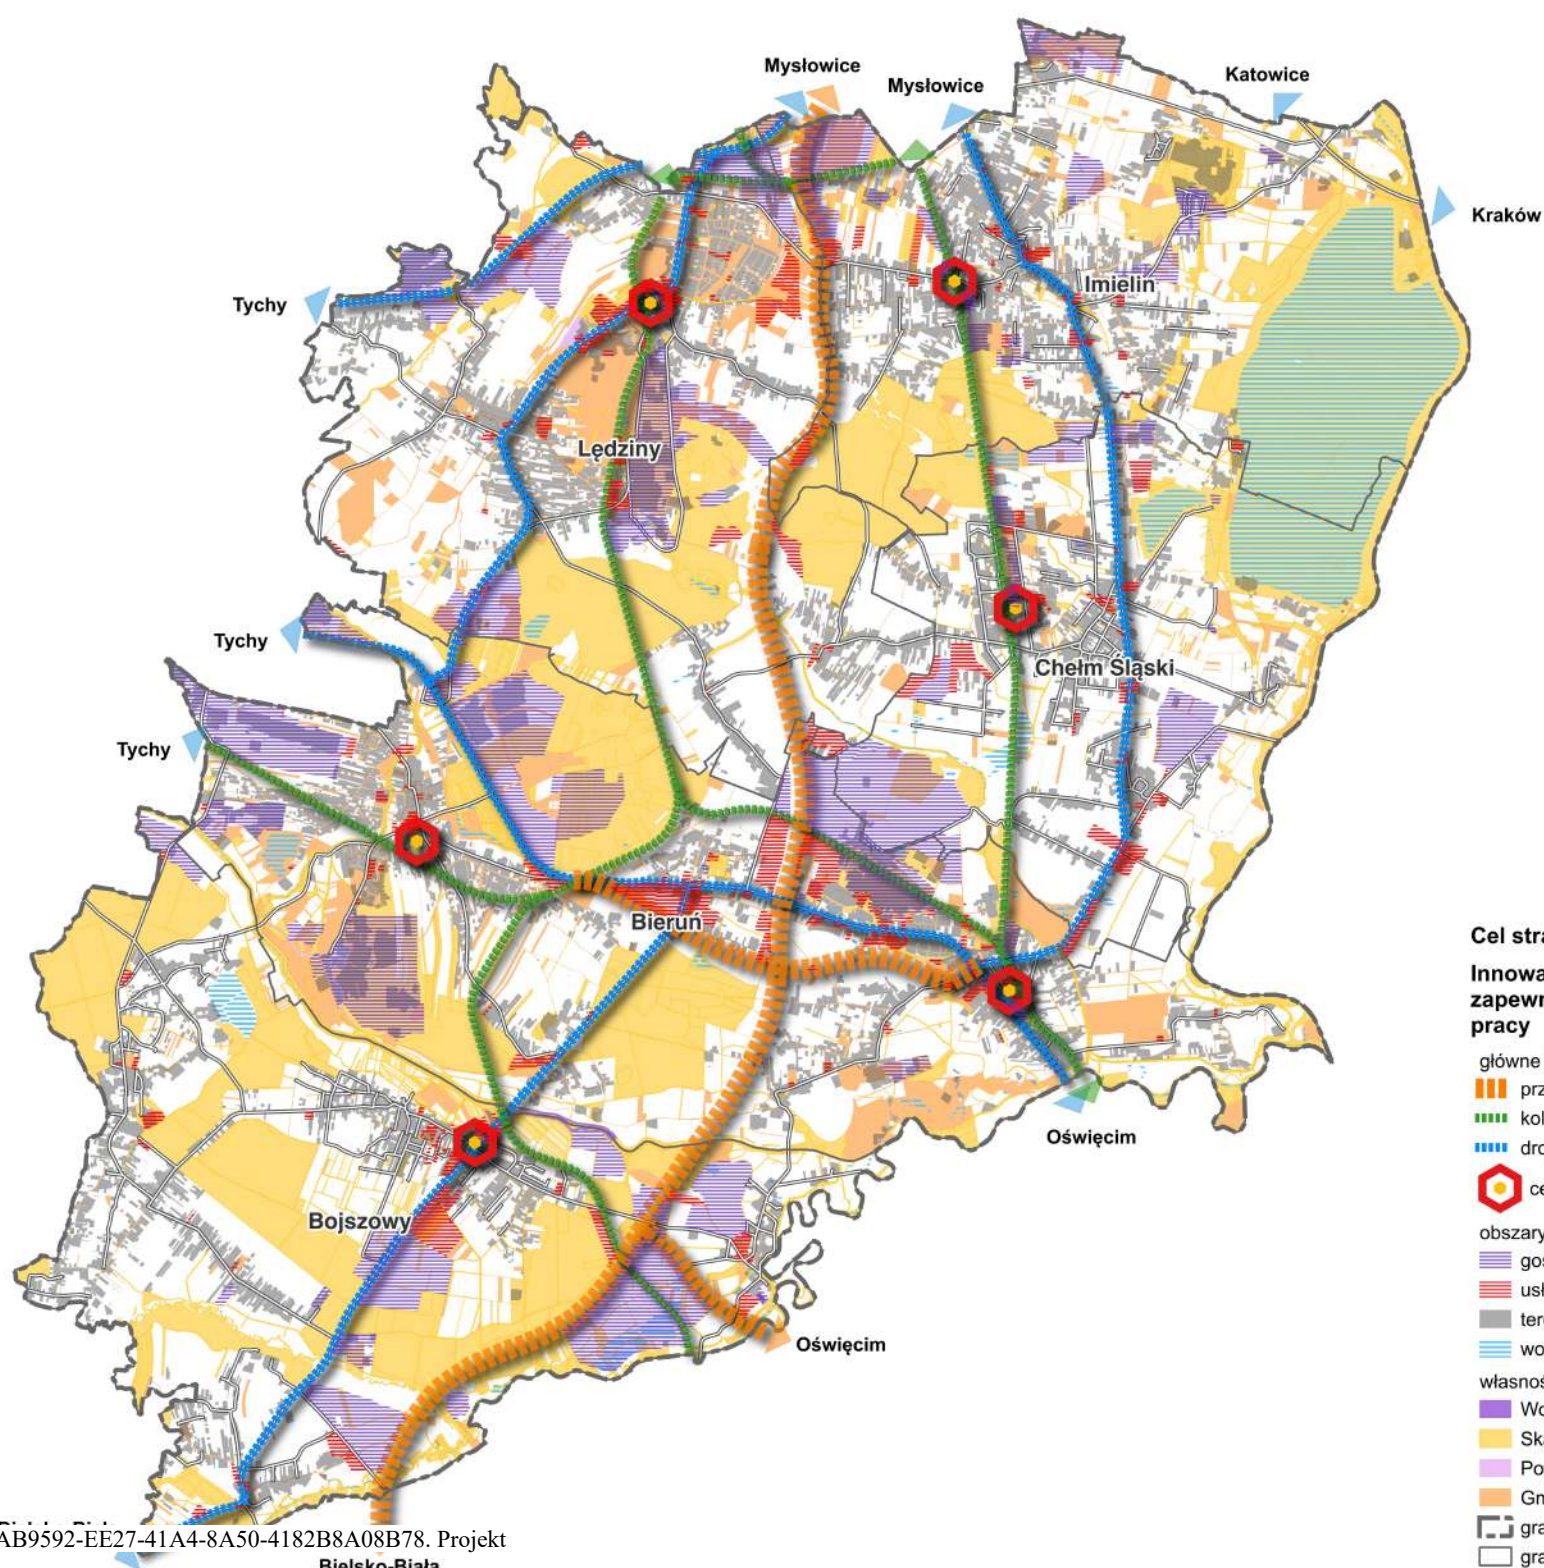 Mysłowice
Mysłowice
Katowice
Kraków
Tychy
Imielin
Lędziny
Tychy
Chełm Śląski
Tychy
Bieruń
Oświęcim
Bojszowy
Oświęcim
Cel stra
Innowa
zapewn
pracy
główne
prz
kol
dro
ce
obszary
gos
usł
tere
wo
własnoś
Wo
Ska
Po
Gm
gra
gra
AB9592-EE27-41A4-8A50-4182B8A08B78. Projekt
Bielsko-Biała